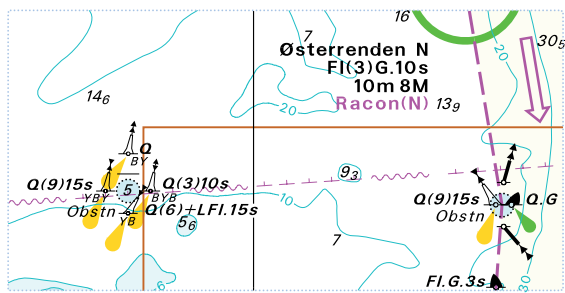 16
7
Østerrenden N
Fl(3)G.10s
10m 8M
Racon(N)
30₅
20
14₆
20
13₉
Q
BY
9₃
Q(9)15s
YBY
5
Q(3)10s
BYB
Obstn
YB
Q(6)+LFl.15s
5₆
10
7
Q(9)15s
Obstn
Q.G
Fl.G.3s
6
30